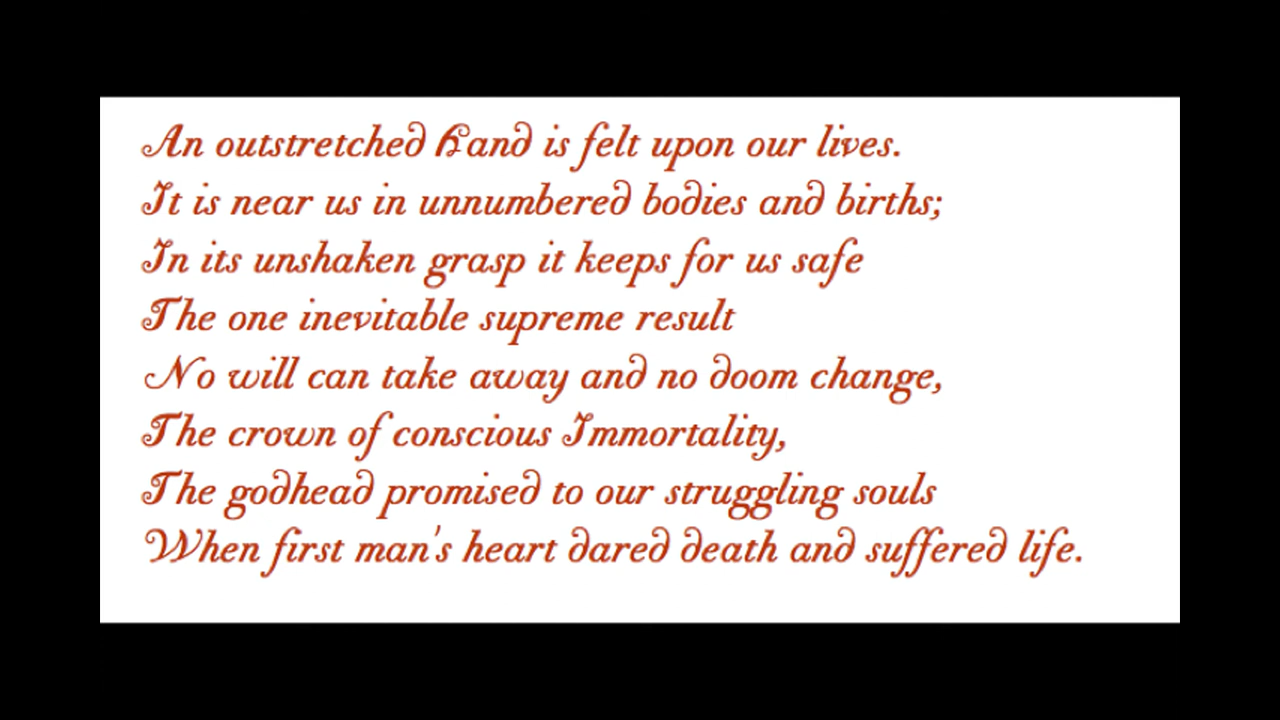 An outstretched Hand is felt upon our lives.
It is near us in unnumbered bodies and births;
In its unshaken grasp it keeps for us safe
The one inevitable supreme result
No will can take away and no doom change,
The crown of conscious Immortality,
The godhead promised to our struggling souls
When first man's heart dared death and suffered life.